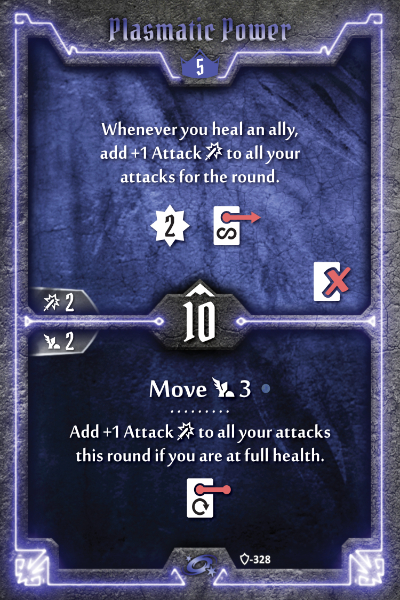 Plasmatic Power
5
Whenever you heal an ally,
add +1 Attack to all your
attacks for the round.
2
2
10
2
Move 3
Add +1 Attack to all your attacks
this round if you are at full health.
-328